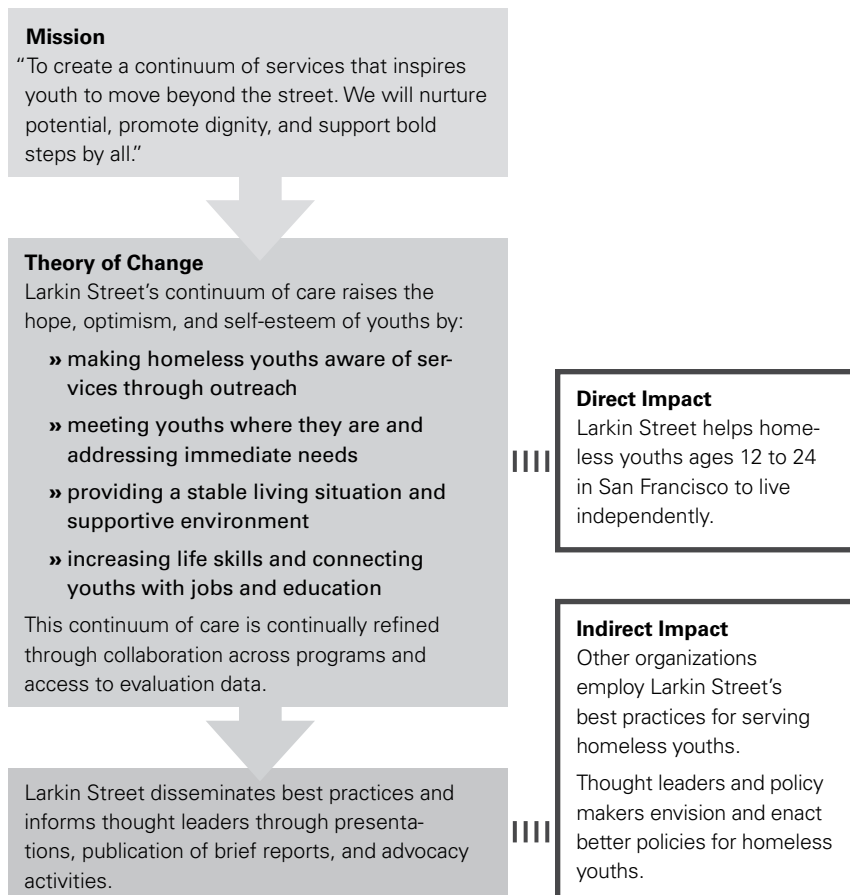 Mission
“To create a continuum of services that inspires
youth to move beyond the street. We will nurture
potential, promote dignity, and support bold
steps by all.”
Theory of Change
Larkin Street’s continuum of care raises the
hope, optimism, and self-esteem of youths by:
» making homeless youths aware of ser-
vices through outreach
» meeting youths where they are and
addressing immediate needs
» providing a stable living situation and
supportive environment
» increasing life skills and connecting
youths with jobs and education
This continuum of care is continually refined
through collaboration across programs and
access to evaluation data.
Direct Impact
Larkin Street helps home-
less youths ages 12 to 24
in San Francisco to live
independently.
Larkin Street disseminates best practices and
informs thought leaders through presenta-
tions, publication of brief reports, and advocacy
activities.
Indirect Impact
Other organizations
employ Larkin Street’s
best practices for serving
homeless youths.
Thought leaders and policy
makers envision and enact
better policies for homeless
youths.